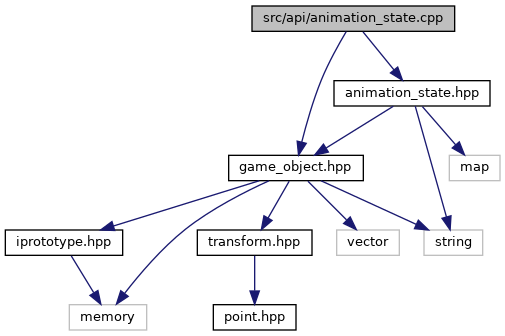 src/api/animation_state.cpp
animation_state.hpp
game_object.hpp
map
iprototype.hpp
transform.hpp
vector
string
memory
point.hpp